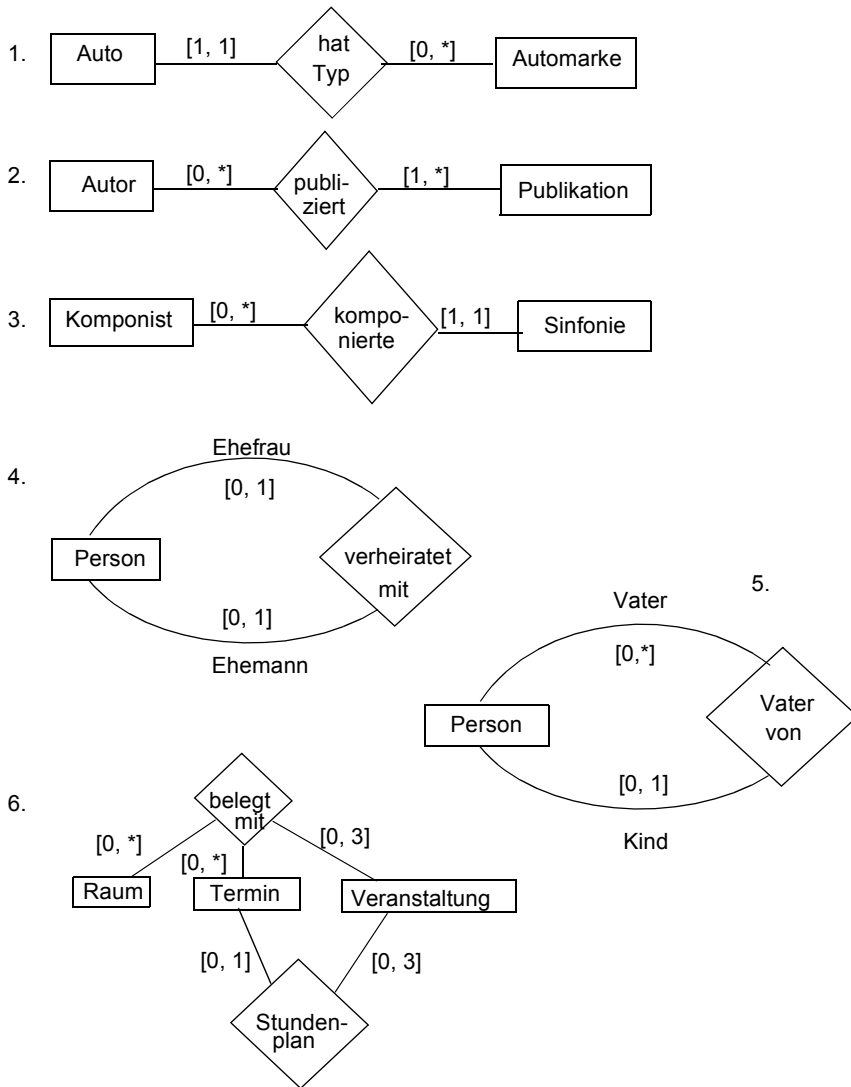 1.
Auto
[1, 1]
hat
Typ
[0, *]
Automarke
2.
Autor
[0, *]
publi-
ziert
[1, *]
Publikation
3.
Komponist
[0, *]
kompo-
nierte
[1, 1]
Sinfonie
4.
Ehefrau
[0, 1]
Person
verheiratet
mit
[0, 1]
Ehemann
5.
Vater
[0,*]
Person
Vater
von
[0, 1]
Kind
6.
belegt
mit
[0, *]
[0, *]
[0, 3]
Raum
Termin
Veranstaltung
[0, 1]
[0, 3]
Stunden-
plan